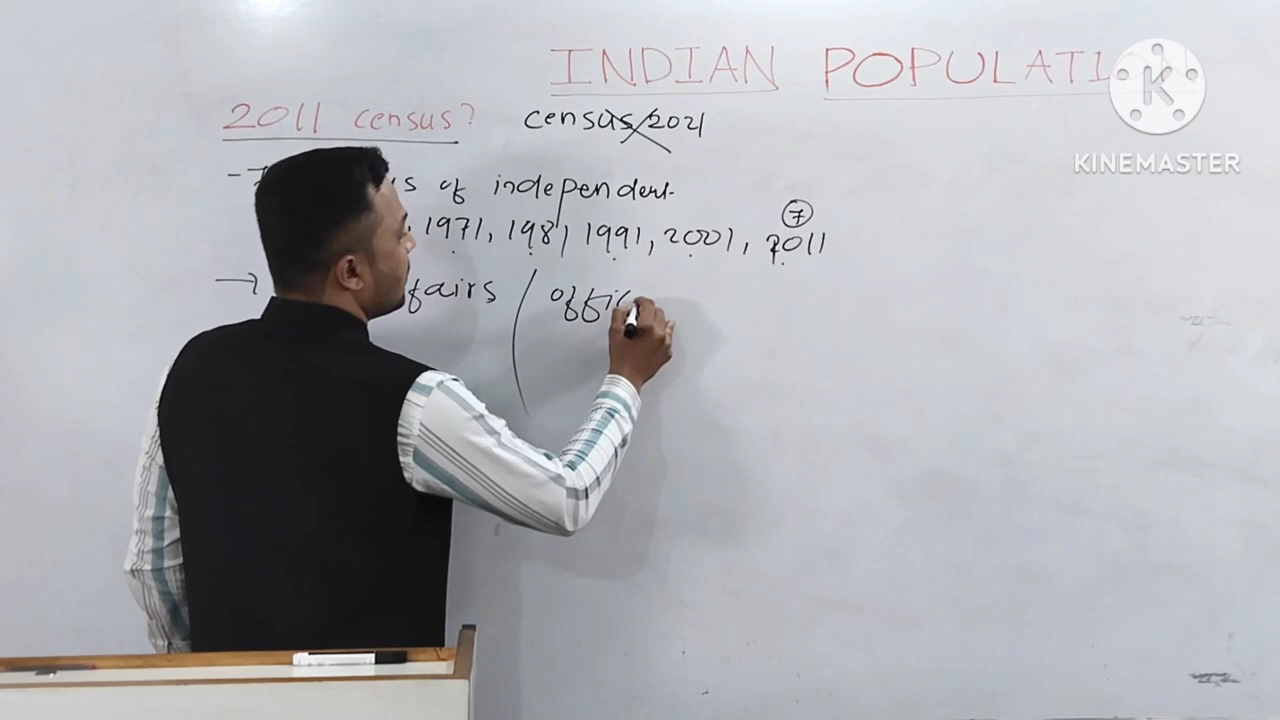 INDIAN POPULATI
2011 census? census 2021
of independent
1971, 1981, 1991, 2001, 2011
7
→ fairs / offic
K
KINEMASTER